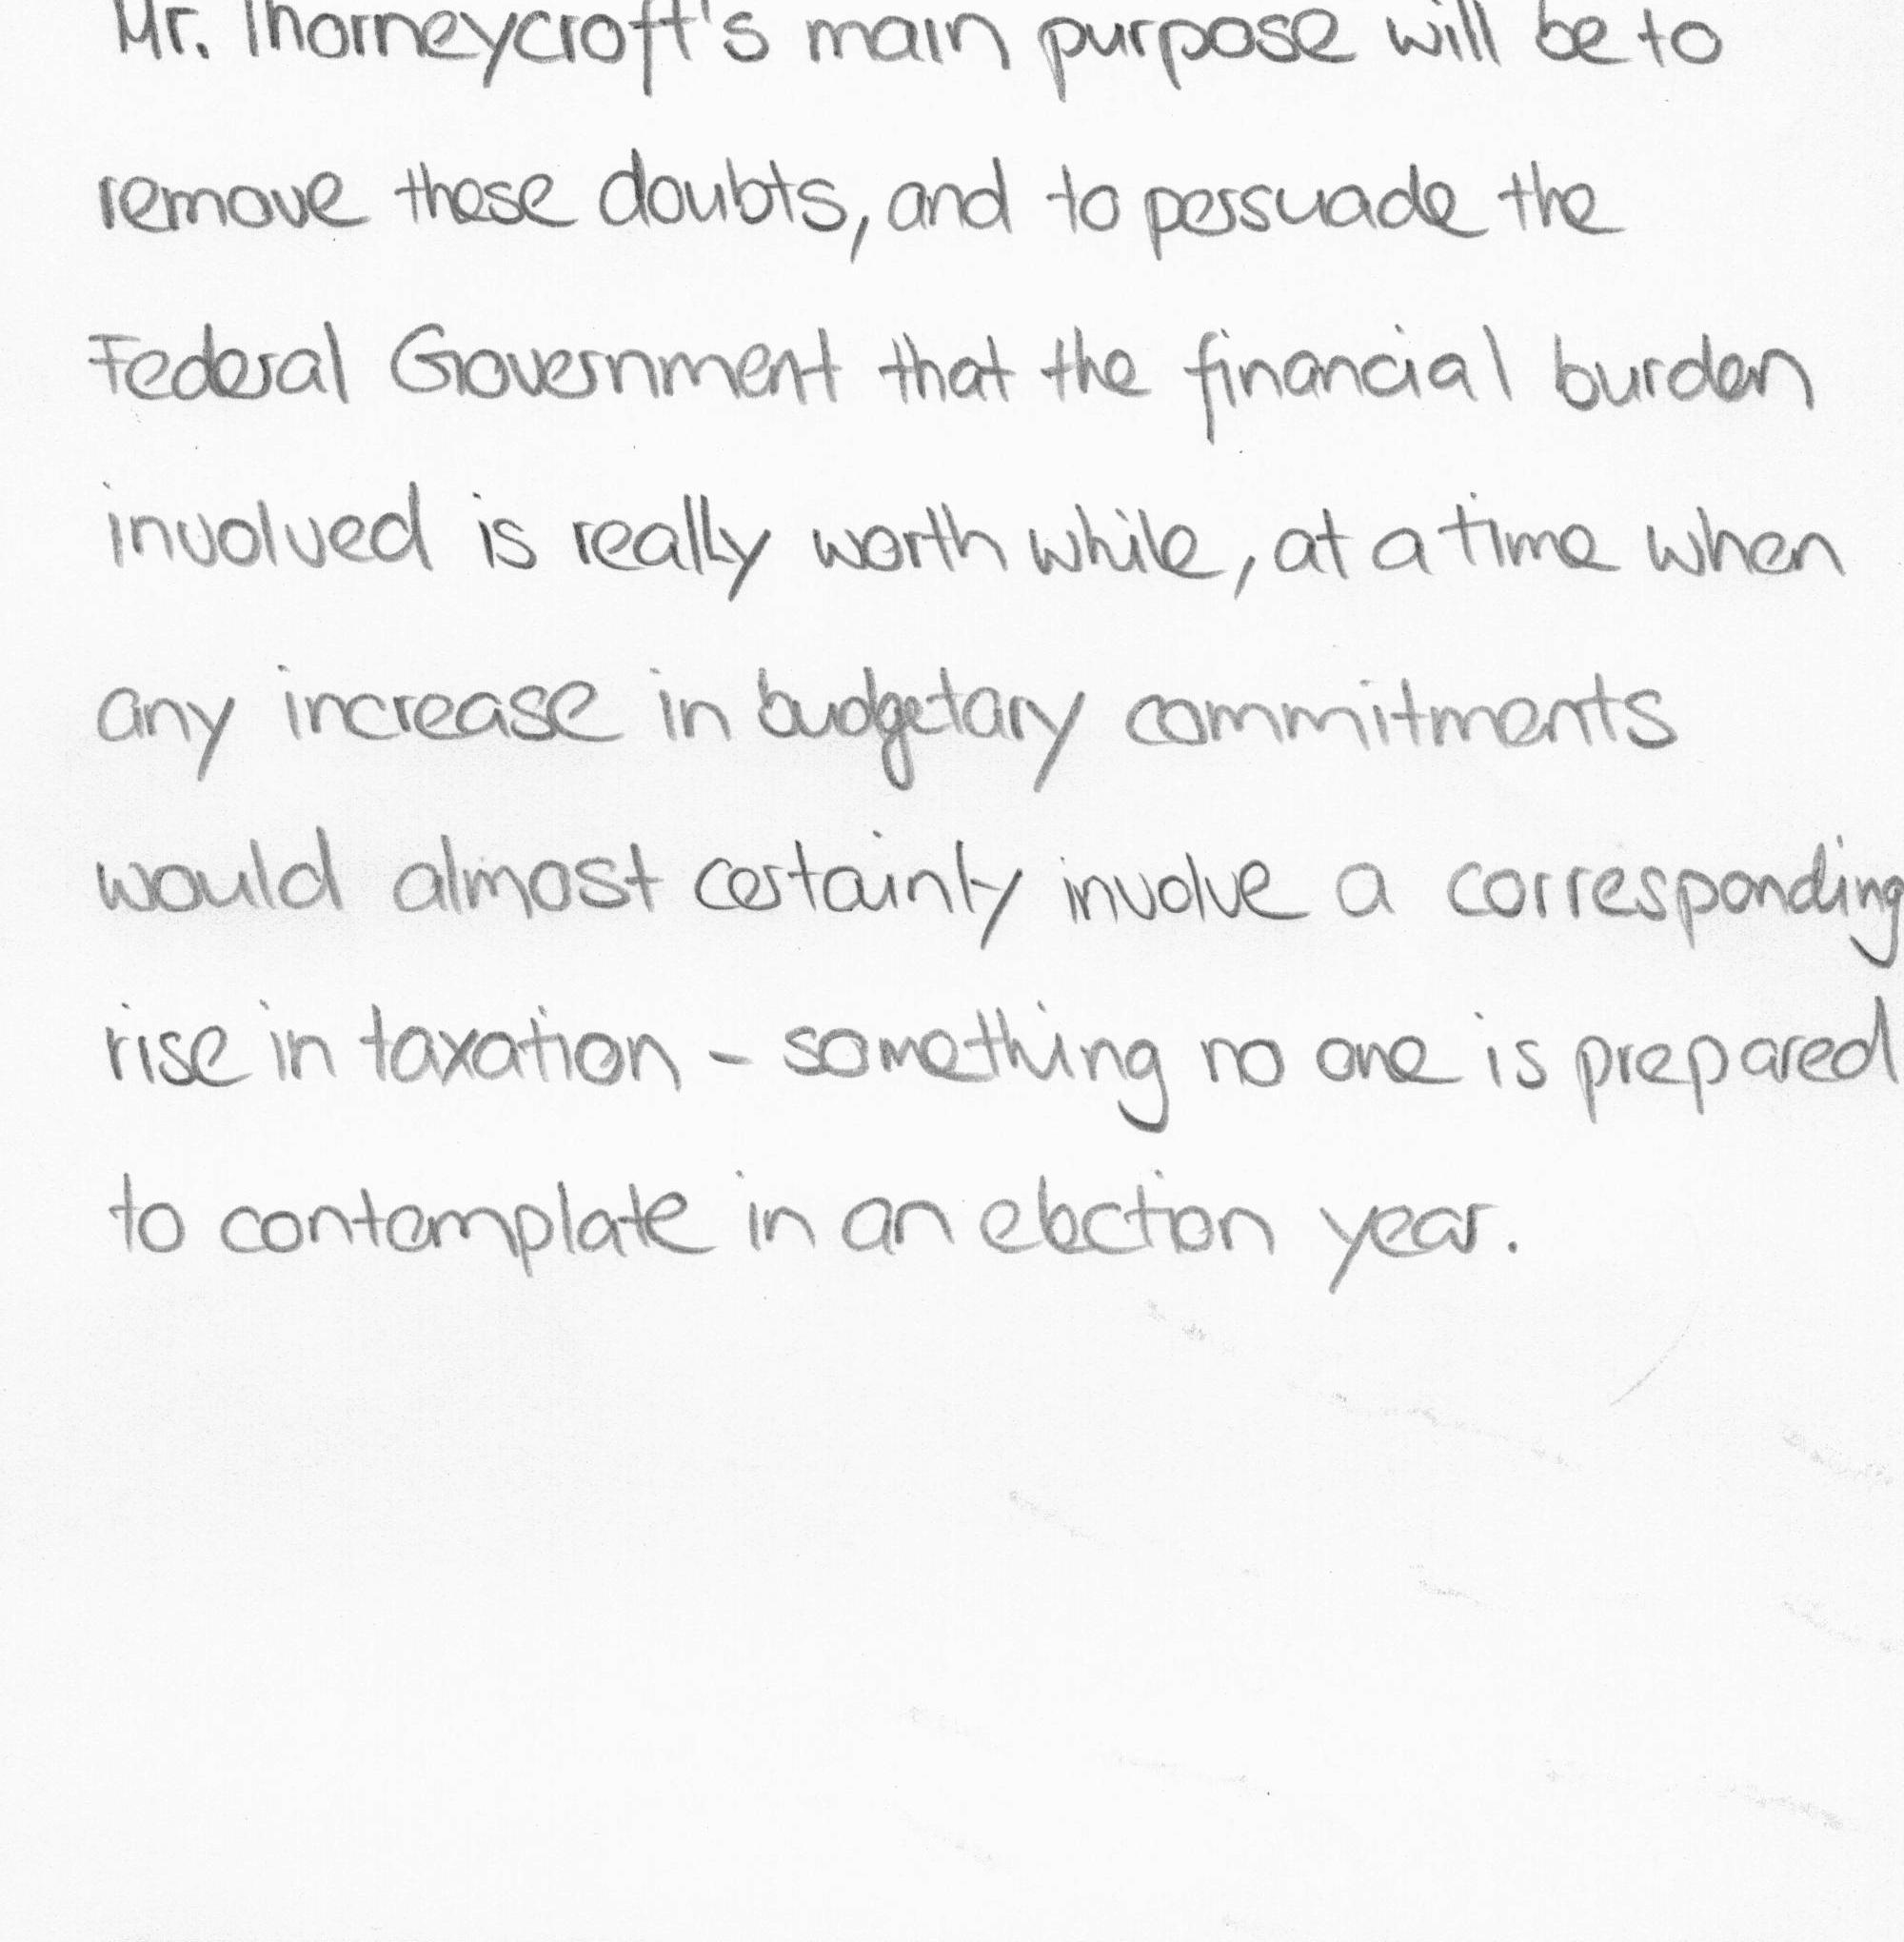 Mr. Thorneycroft's main purpose will be to
remove these doubts, and to persuade the
Federal Government that the financial burden
involved is really worth while, at a time when
any increase in budgetary commitments
would almost certainly involve a corresponding
rise in taxation - something no one is prepared
to contemplate in an election year.